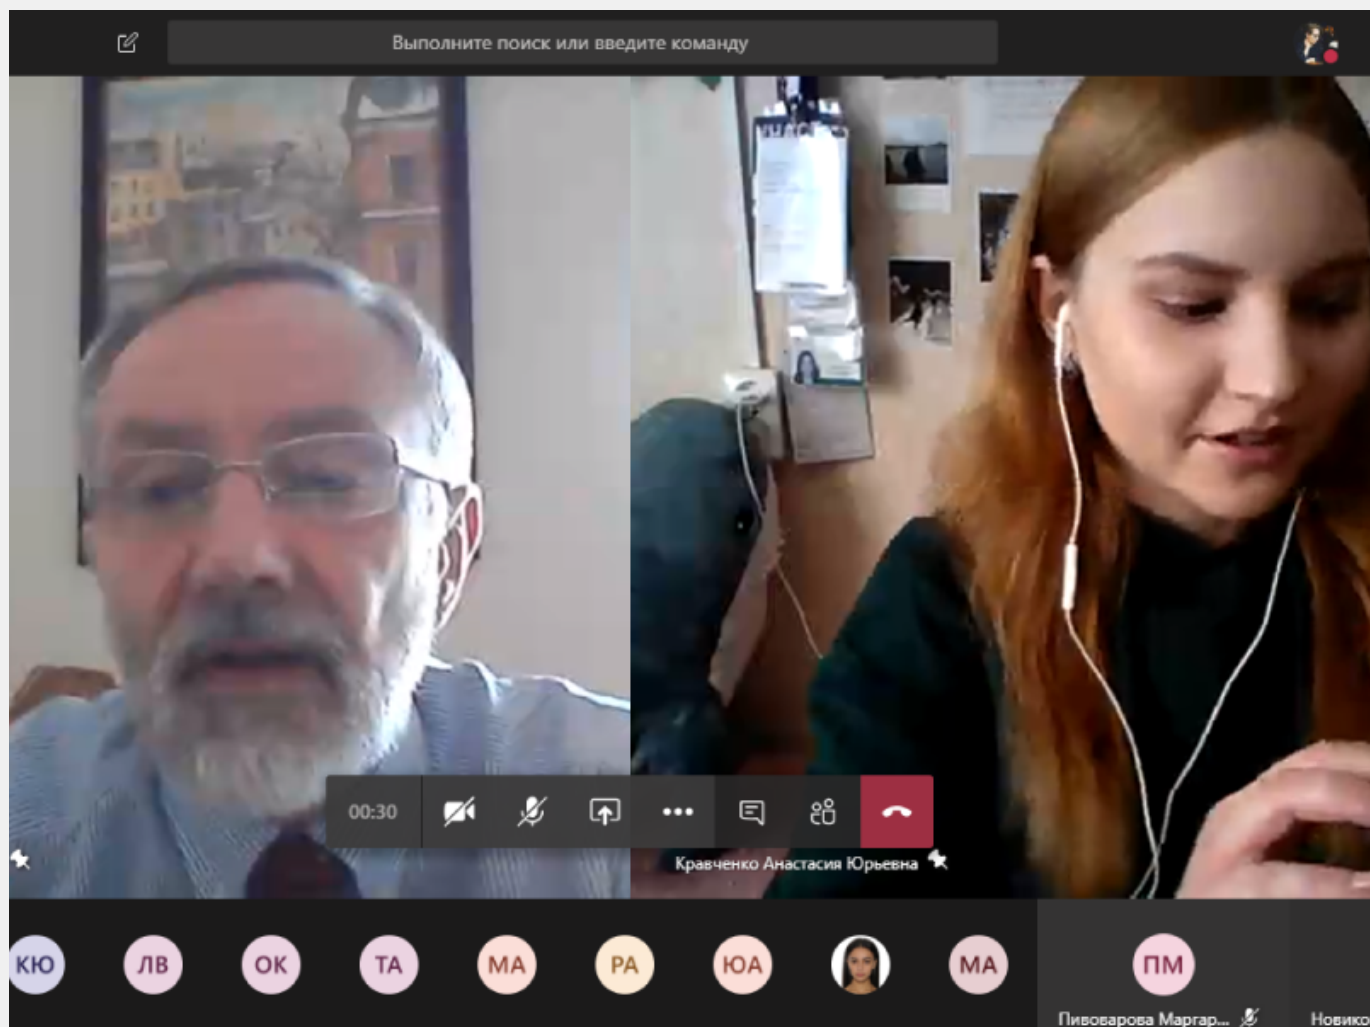 Выполните поиск или введите команду
00:30
Кравченко Анастасия Юрьевна
КЮ
ЛВ
ОК
ТА
МА
РА
ЮА
МА
ПМ
Пивоварова Маргар...